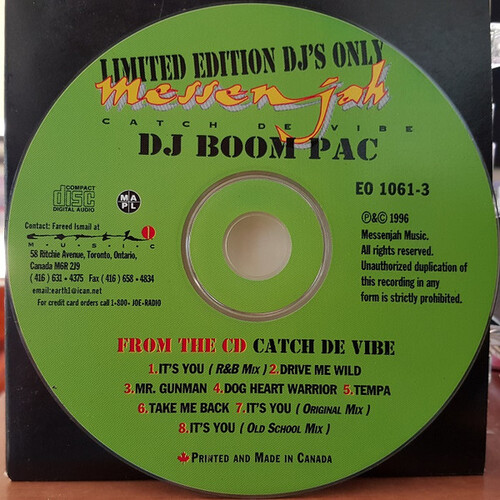 LIMITED EDITION DJ'S ONLY
Messenjah
CATCH DE VIBE
DJ BOOM PAC
COMPACT
disc
DIGITAL AUDIO
MA
PL
EO 1061-3
Contact: Fareed Ismail at
earth 1
MUSIC
58 Ritchie Avenue, Toronto, Ontario,
Canada M6R 2J9
( 416 ) 631 • 4375 Fax ( 416 ) 658 • 4834
email:earth1@ican.net
For credit card orders call 1-800- JOE-RADIO
℗&© 1996
Messenjah Music.
All rights reserved.
Unauthorized duplication of
this recording in any
form is strictly prohibited.
FROM THE CD CATCH DE VIBE
1.IT'S YOU ( R&B MIX ) 2.DRIVE ME WILD
3.MR. GUNMAN 4.DOG HEART WARRIOR 5.TEMPA
6.TAKE ME BACK 7.IT'S YOU ( ORIGINAL MIX )
8.IT'S YOU ( OLD SCHOOL MIX )
PRINTED AND MADE IN CANADA